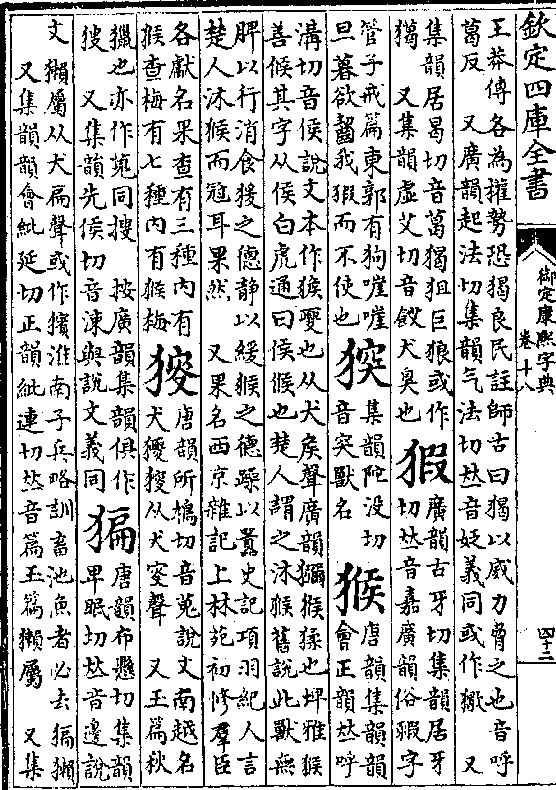 欽定四庫全書
御定康熙字典
卷十八
四十二
王莽傳各為權勢恐猲良民註師古曰猲以威力脅之也音呼
葛反 又廣韻起法切集韻气法切𠀤音㛍義同或作㺌 又
集韻居曷切音葛猲狙巨狼或作
獦 又集韻虛艾切音餀犬臭也
猳
廣韻古牙切集韻居牙
切𠀤音嘉廣韻俗豭字
管子戒篇東郭有狗嘊嘊
旦暮欲齧我猳而不使也
集韻陀没切
音突獸名
猴
唐韻集韻韻
會正韻𠀤呼
溝切音侯說文本作猴夒也从犬矦聲廣韻獼猴猱也埤雅猴
善候其字从侯白虎通曰侯候也楚人謂之沐猴舊說此獸無
脾以行消食猨之德靜以緩猴之德躁以囂史記項羽紀人言
楚人沐猴而冠耳果然 又果名西京雜記上林苑初修羣臣
各獻名果查有三種内有
猴查梅有七種内有猴梅
㺐
唐韻所鳩切音蒐說文南越名
犬獿㺐从犬叜聲 又玉篇秋
獵也亦作蒐同搜 按廣韻集韻俱作
獀 又集韻先侯切音涑與說文義同
猵
唐韻布懸切集韻
卑眠切𠀤音邊說
文獺屬从犬扁聲或作獱淮南子兵略訓畜池魚者必去猵獺
又集韻韻會紕延切正韻紕連切𠀤音篇玉篇獺屬 又集